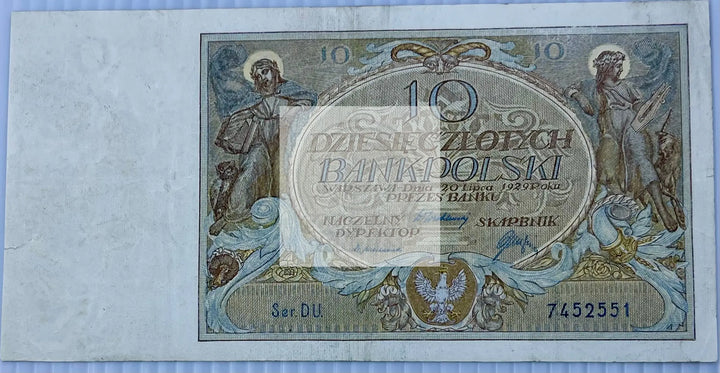 10 10
10
DZIESIĘĆ ZŁOTYCH
BANK POLSKI
WARSZAWA Dnia 20 Lipca 1929 Roku
PREZES BANKU
NACZELNY SKARBNIK
DYREKTOR
Ser. DU. 7452551